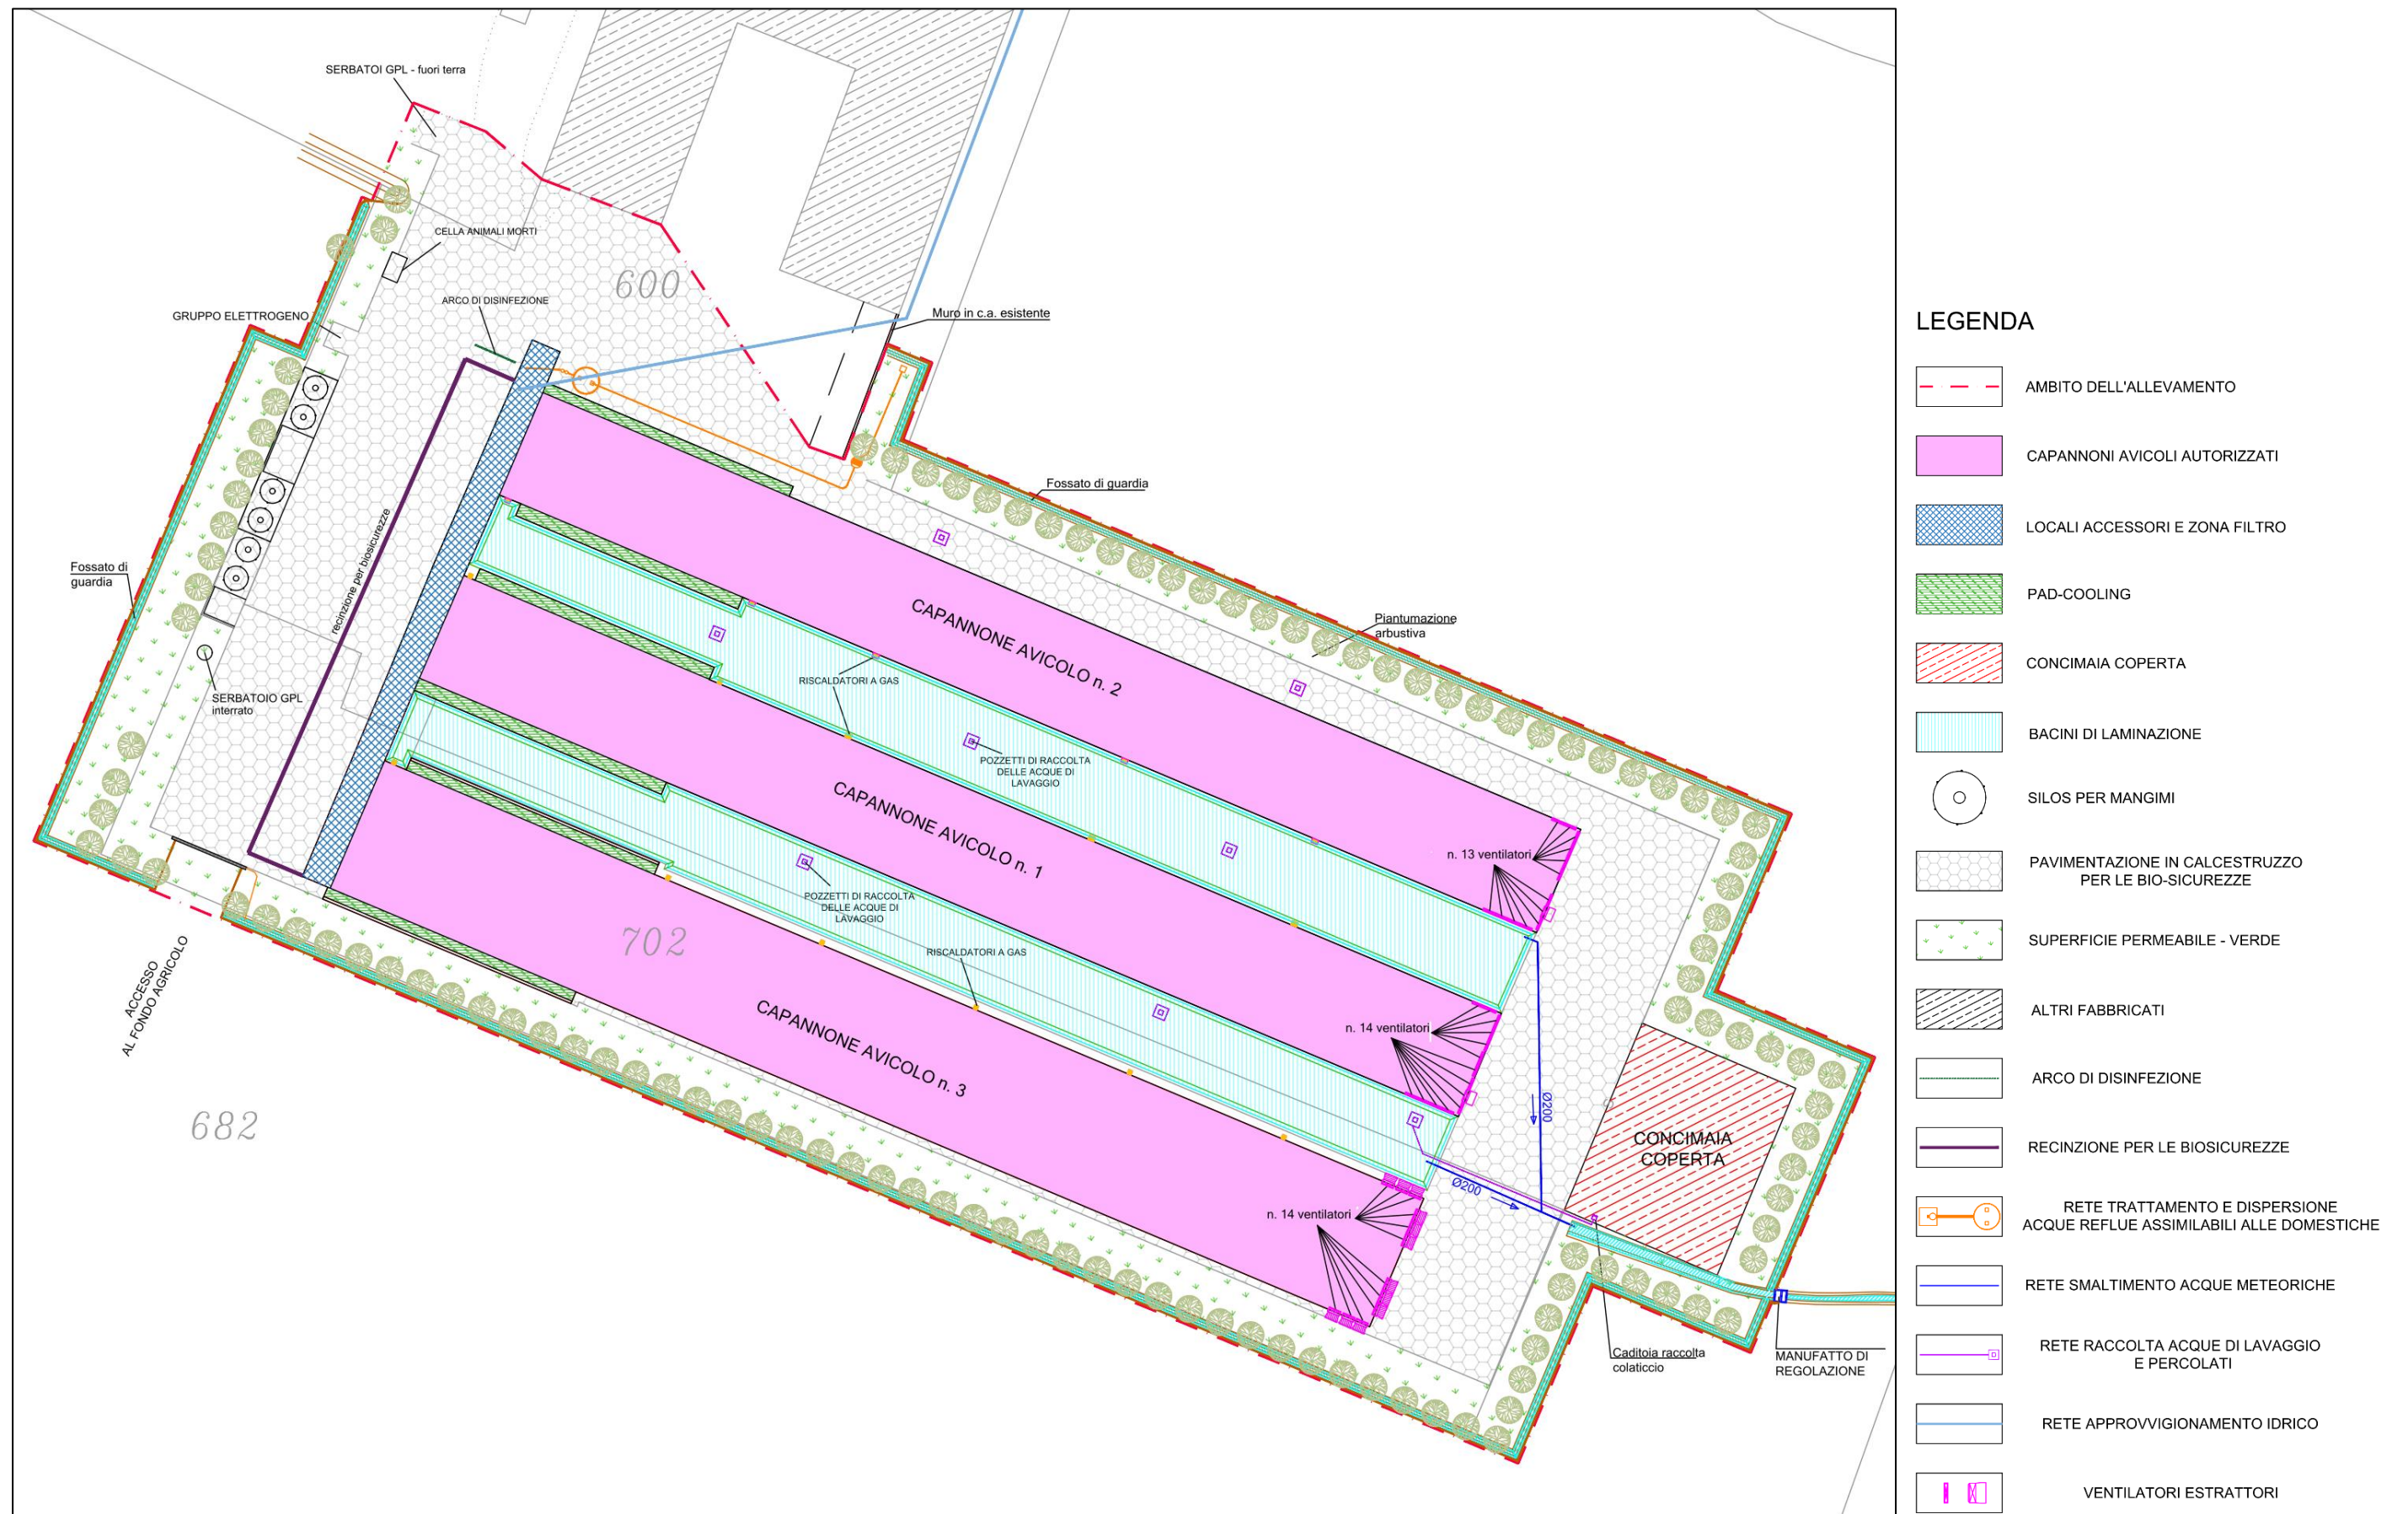 SERBATOI GPL - fuori terra
CELLA ANIMALI MORTI
600
ARCO DI DISINFEZIONE
GRUPPO ELETTROGENO
Muro in c.a. esistente
Fossato di guardia
recinzione per biosicurezze
Fossato di
guardia
Piantumazione
arbustiva
CAPANNONE AVICOLO n. 2
RISCALDATORI A GAS
SERBATOIO GPL
interrato
POZZETTI DI RACCOLTA
DELLE ACQUE DI
LAVAGGIO
CAPANNONE AVICOLO n. 1
n. 13 ventilatori
POZZETTI DI RACCOLTA
DELLE ACQUE DI
LAVAGGIO
702
RISCALDATORI A GAS
ACCESSO
AL FONDO AGRICOLO
CAPANNONE AVICOLO n. 3
n. 14 ventilatori
682
Ø200
CONCIMAIA
COPERTA
Ø200
n. 14 ventilatori
Caditoia raccolta
colaticcio
MANUFATTO DI
REGOLAZIONE
LEGENDA
AMBITO DELL'ALLEVAMENTO
CAPANNONI AVICOLI AUTORIZZATI
LOCALI ACCESSORI E ZONA FILTRO
PAD-COOLING
CONCIMAIA COPERTA
BACINI DI LAMINAZIONE
SILOS PER MANGIMI
PAVIMENTAZIONE IN CALCESTRUZZO
PER LE BIO-SICUREZZE
SUPERFICIE PERMEABILE - VERDE
ALTRI FABBRICATI
ARCO DI DISINFEZIONE
RECINZIONE PER LE BIOSICUREZZE
RETE TRATTAMENTO E DISPERSIONE
ACQUE REFLUE ASSIMILABILI ALLE DOMESTICHE
RETE SMALTIMENTO ACQUE METEORICHE
RETE RACCOLTA ACQUE DI LAVAGGIO
E PERCOLATI
RETE APPROVVIGIONAMENTO IDRICO
VENTILATORI ESTRATTORI